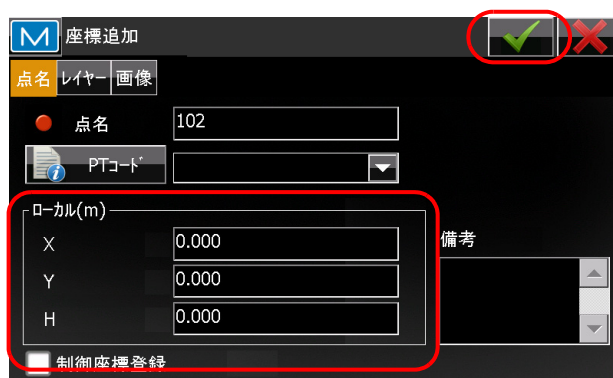 座標追加
点名 レイヤー 画像
点名 102
PTコード
ローカル(m)
X 0.000
備考
Y 0.000
H 0.000
制御座標登録